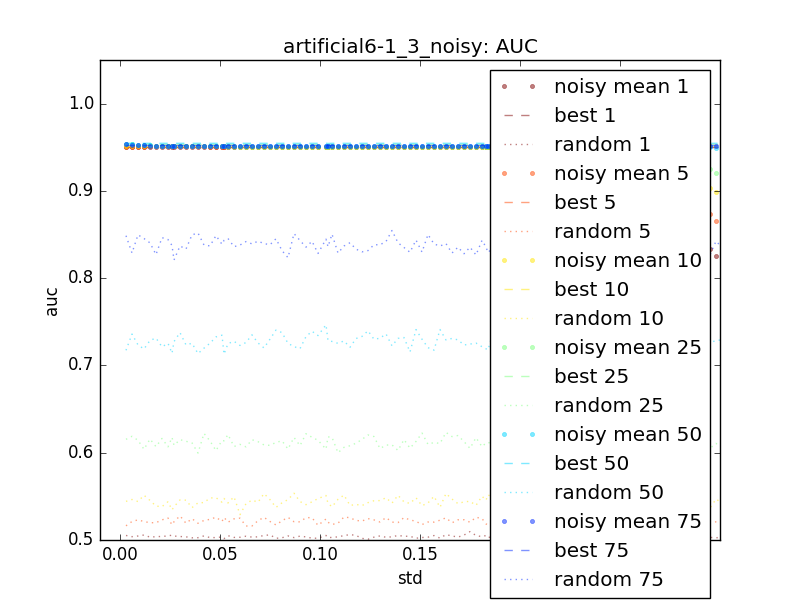 artificial6-1_3_noisy: AUC
1.0
0.9
0.8
0.7
0.6
0.5
auc
0.00
0.05
0.10
0.15
std
noisy mean 1
best 1
random 1
noisy mean 5
best 5
random 5
noisy mean 10
best 10
random 10
noisy mean 25
best 25
random 25
noisy mean 50
best 50
random 50
noisy mean 75
best 75
random 75